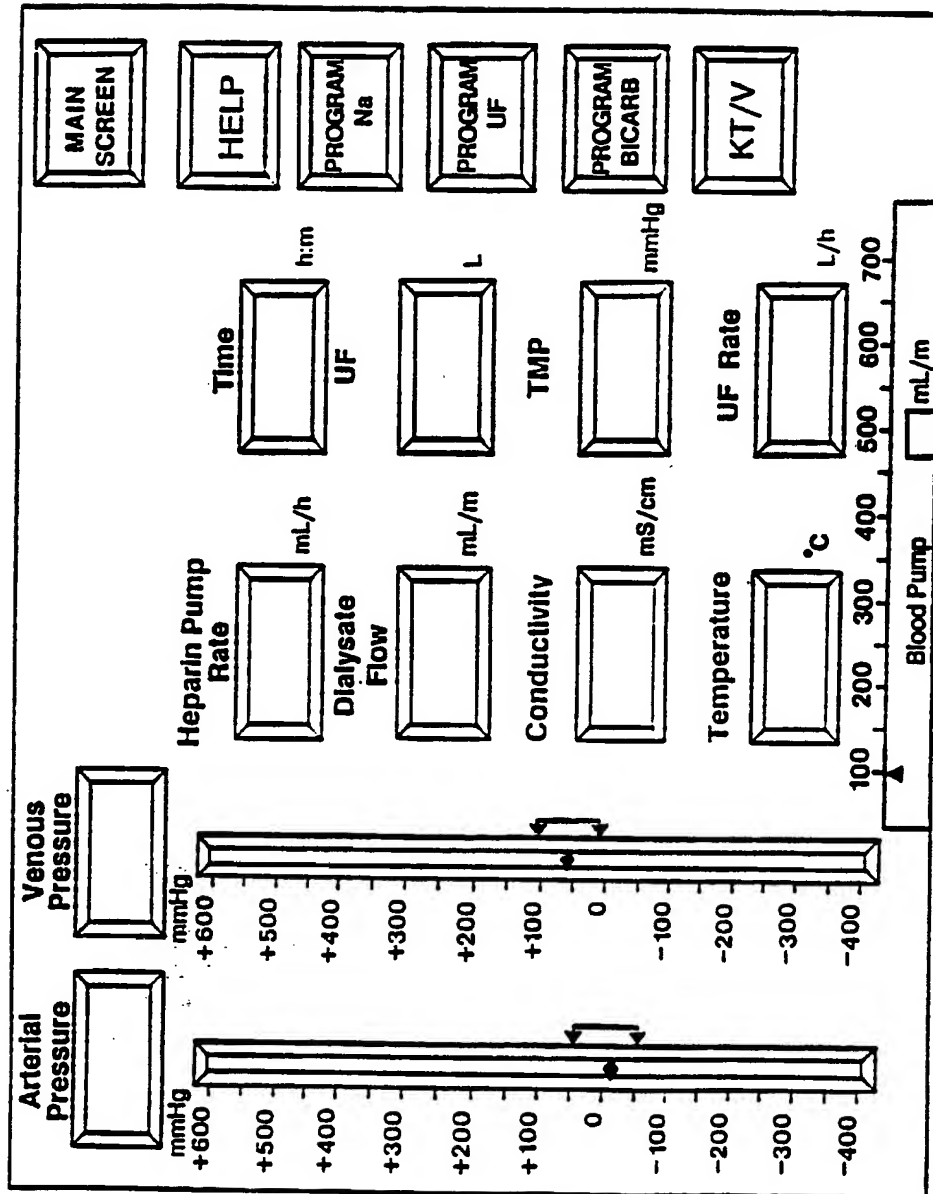 Arterial
Pressure
mmHg
+600
+500
+400
+300
+200
+100
0
-100
-200
-300
-400
Venous
Pressure
mmHg
+600
+500
+400
+300
+200
+100
0
-100
-200
-300
-400
Heparin Pump
Rate
mL/h
Dialysate
Flow
mL/m
Conductivity
mS/cm
Temperature
°C
Time
h:m
UF
L
TMP
mmHg
UF Rate
L/h
MAIN
SCREEN
HELP
PROGRAM
Na
PROGRAM
UF
PROGRAM
BICARB
KT/V
100 200 300 400 500 600 700
Blood Pump mL/m